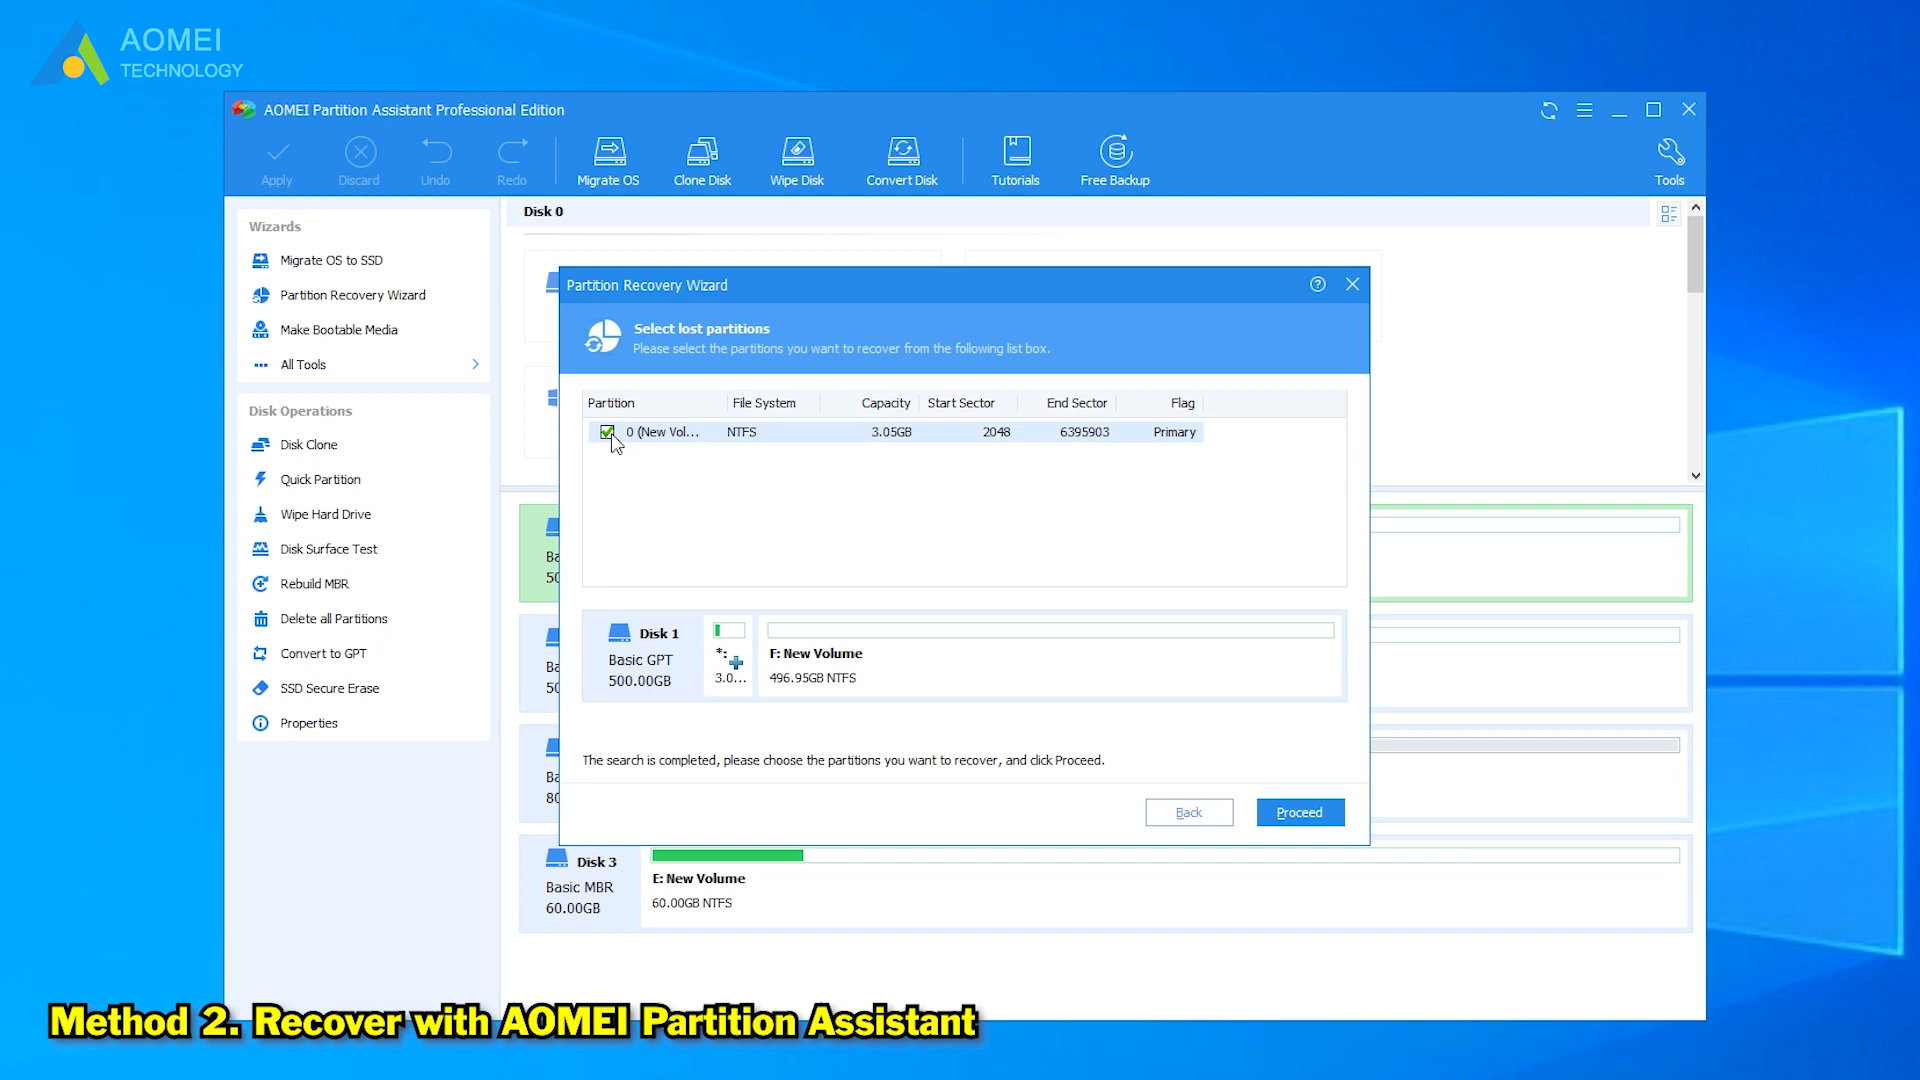 AOMEI
TECHNOLOGY
AOMEI Partition Assistant Professional Edition
Apply
Discard
Undo
Redo
Migrate OS
Clone Disk
Wipe Disk
Convert Disk
Tutorials
Free Backup
Tools
Wizards
Migrate OS to SSD
Partition Recovery Wizard
Make Bootable Media
All Tools
Disk Operations
Disk Clone
Quick Partition
Wipe Hard Drive
Disk Surface Test
Rebuild MBR
Delete all Partitions
Convert to GPT
SSD Secure Erase
Properties
Disk 0
Partition Recovery Wizard
Select lost partitions
Please select the partitions you want to recover from the following list box.
Partition File System Capacity Start Sector End Sector Flag
0 (New Vol... NTFS 3.05GB 2048 6395903 Primary
Disk 1
Basic GPT
500.00GB
*:
3.0...
F: New Volume
496.95GB NTFS
The search is completed, please choose the partitions you want to recover, and click Proceed.
Back
Proceed
Ba
50
Ba
50
Ba
80
Disk 3
Basic MBR
60.00GB
E: New Volume
60.00GB NTFS
Method 2. Recover with AOMEI Partition Assistant